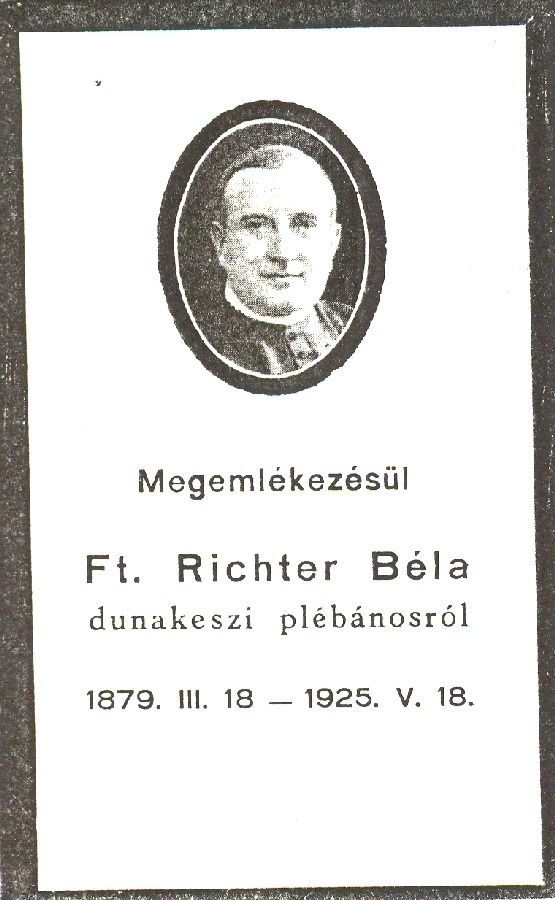 Megemlékezésül
Ft. Richter Béla
dunakeszi plébánosról
1879. III. 18 — 1925. V. 18.